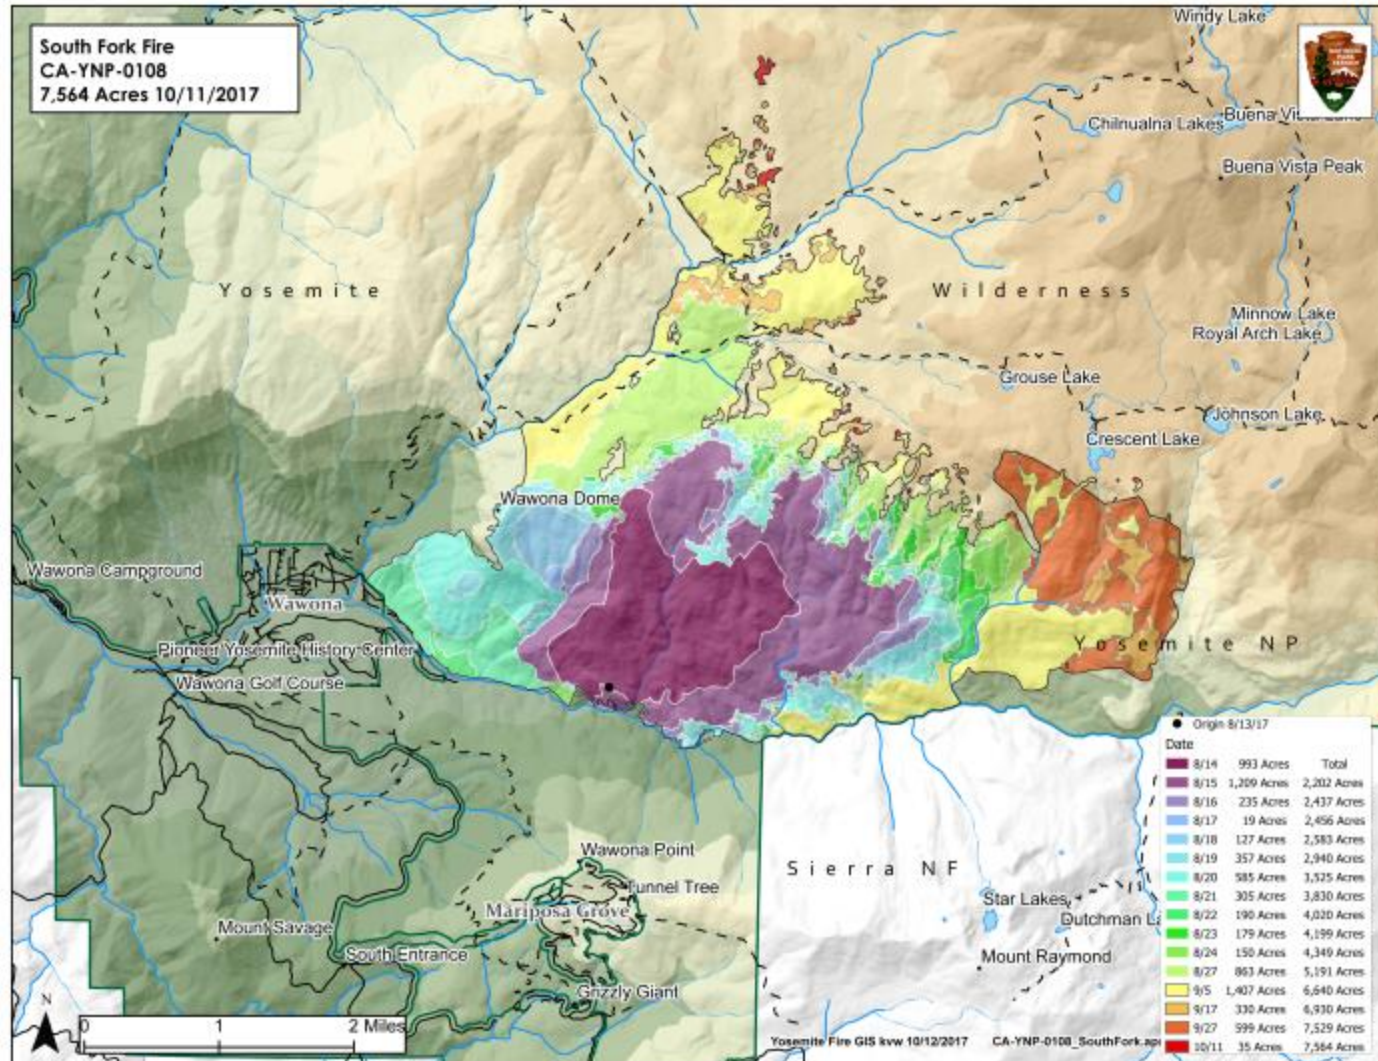 South Fork Fire
CA-YNP-0108
7,564 Acres 10/11/2017
Windy Lake
Chilnualna Lakes
Buena Vista Lake
Buena Vista Peak
Yosemite
Wilderness
Minnow Lake
Royal Arch Lake
Grouse Lake
Johnson Lake
Crescent Lake
Wawona Dome
Wawona Campground
Wawona
Pioneer Yosemite History Center
Wawona Golf Course
Yosemite NP
Wawona Point
Tunnel Tree
Mariposa Grove
Mount Savage
South Entrance
Grizzly Giant
Sierra NF
Star Lakes
Dutchman La
Mount Raymond
Origin 8/13/17
Date
8/14 993 Acres Total
8/15 1,209 Acres 2,202 Acres
8/16 235 Acres 2,437 Acres
8/17 19 Acres 2,456 Acres
8/18 127 Acres 2,583 Acres
8/19 357 Acres 2,940 Acres
8/20 585 Acres 3,525 Acres
8/21 305 Acres 3,830 Acres
8/22 190 Acres 4,020 Acres
8/23 179 Acres 4,199 Acres
8/24 150 Acres 4,349 Acres
8/27 863 Acres 5,191 Acres
9/5 1,407 Acres 6,640 Acres
9/17 330 Acres 6,930 Acres
9/27 599 Acres 7,529 Acres
10/11 35 Acres 7,564 Acres
N
0 1 2 Miles
Yosemite Fire GIS kvw 10/12/2017 CA-YNP-0108_SouthFork.ap